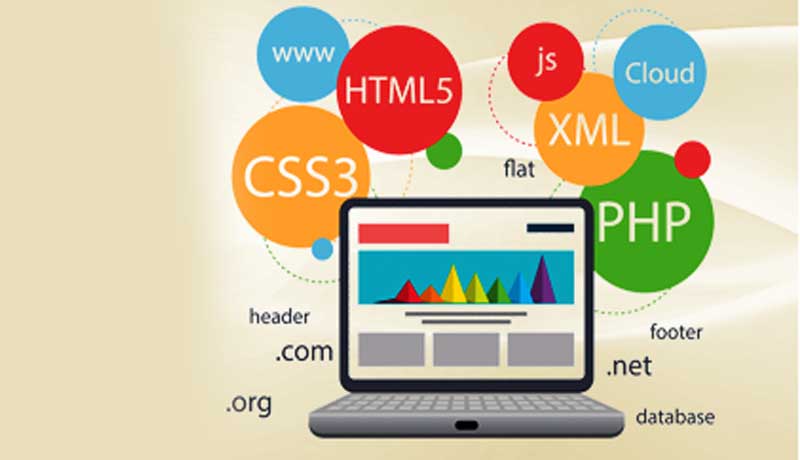 www
HTML5
js
Cloud
XML
CSS3
flat
PHP
header
.com
footer
.net
.org
database